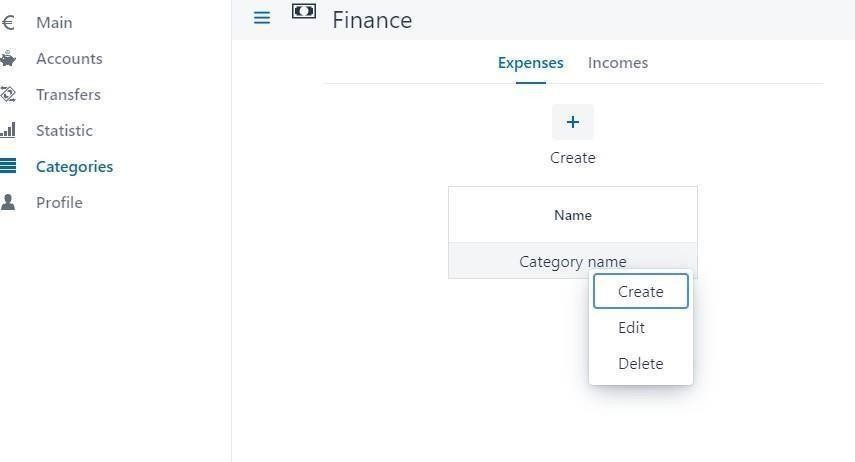 Main
Accounts
Transfers
Statistic
Categories
Profile
Finance
Expenses Incomes
Create
Name
Category name
Create
Edit
Delete